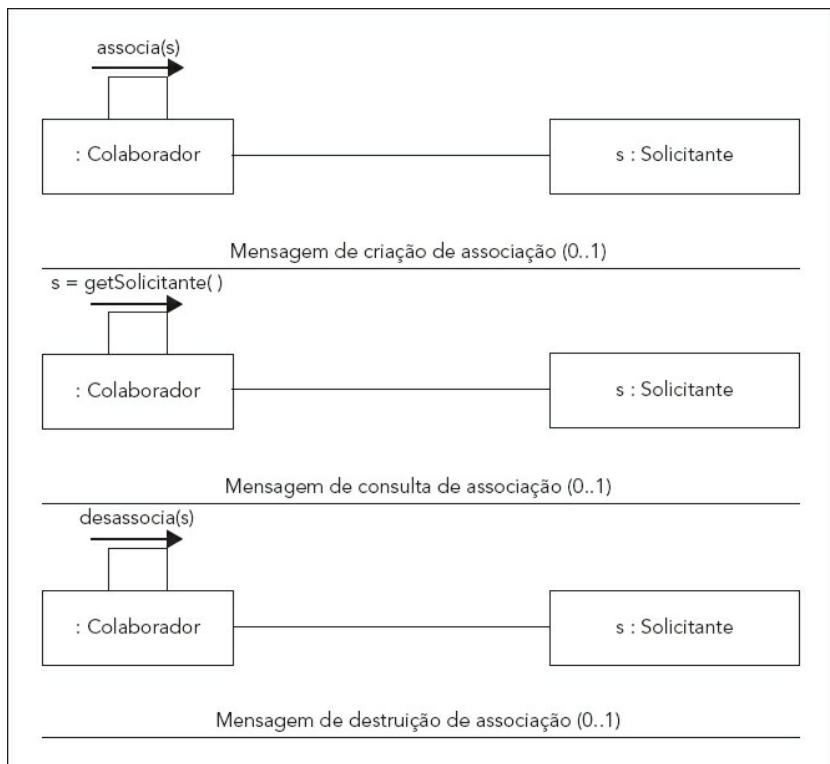 associa(s)
: Colaborador
s : Solicitante
Mensagem de criação de associação (0..1)
s = getSolicitante( )
: Colaborador
s : Solicitante
Mensagem de consulta de associação (0..1)
desassocia(s)
: Colaborador
s : Solicitante
Mensagem de destruição de associação (0..1)